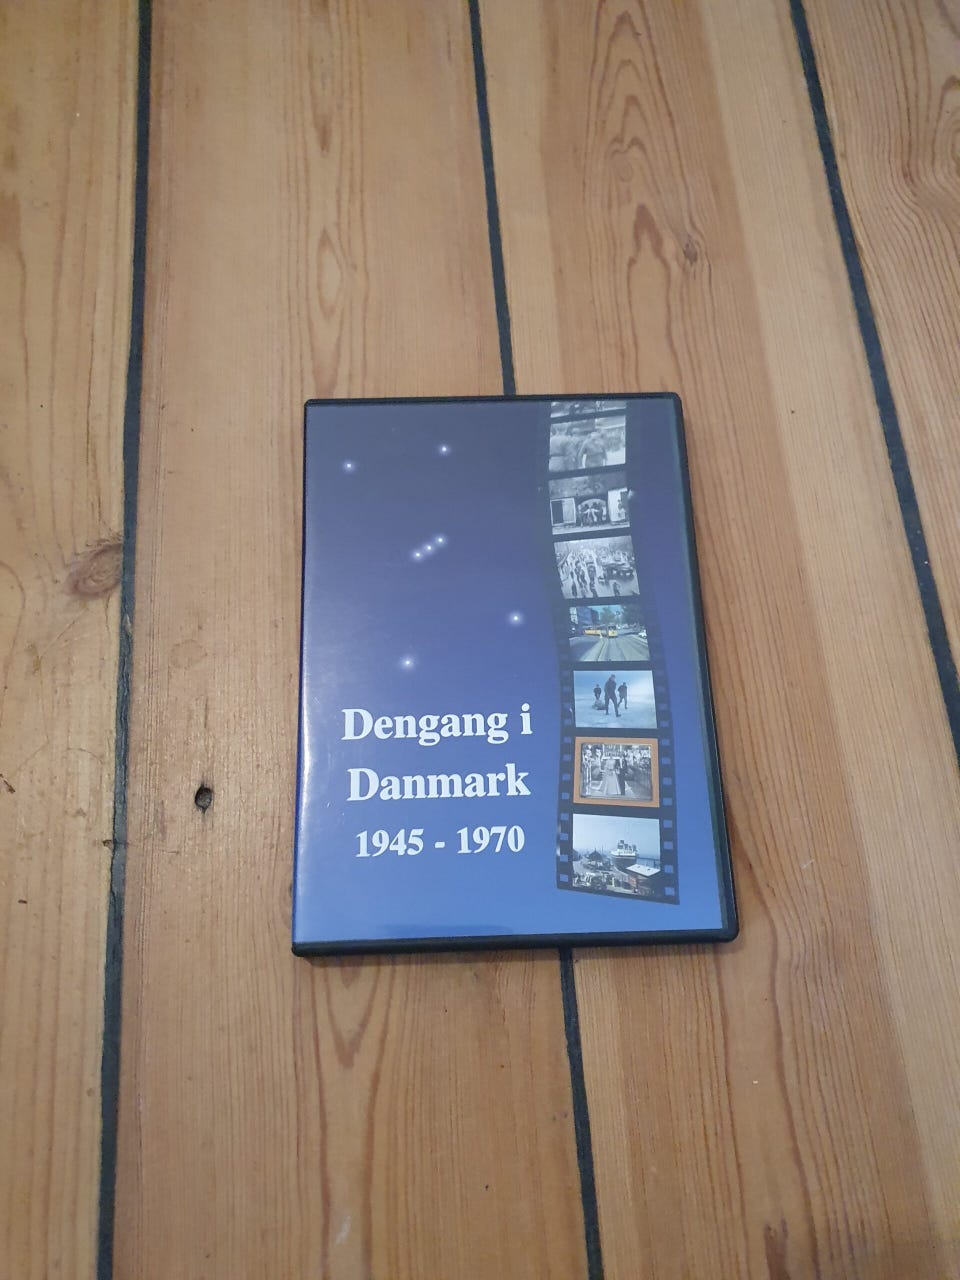 Dengang i
Danmark
1945 - 1970